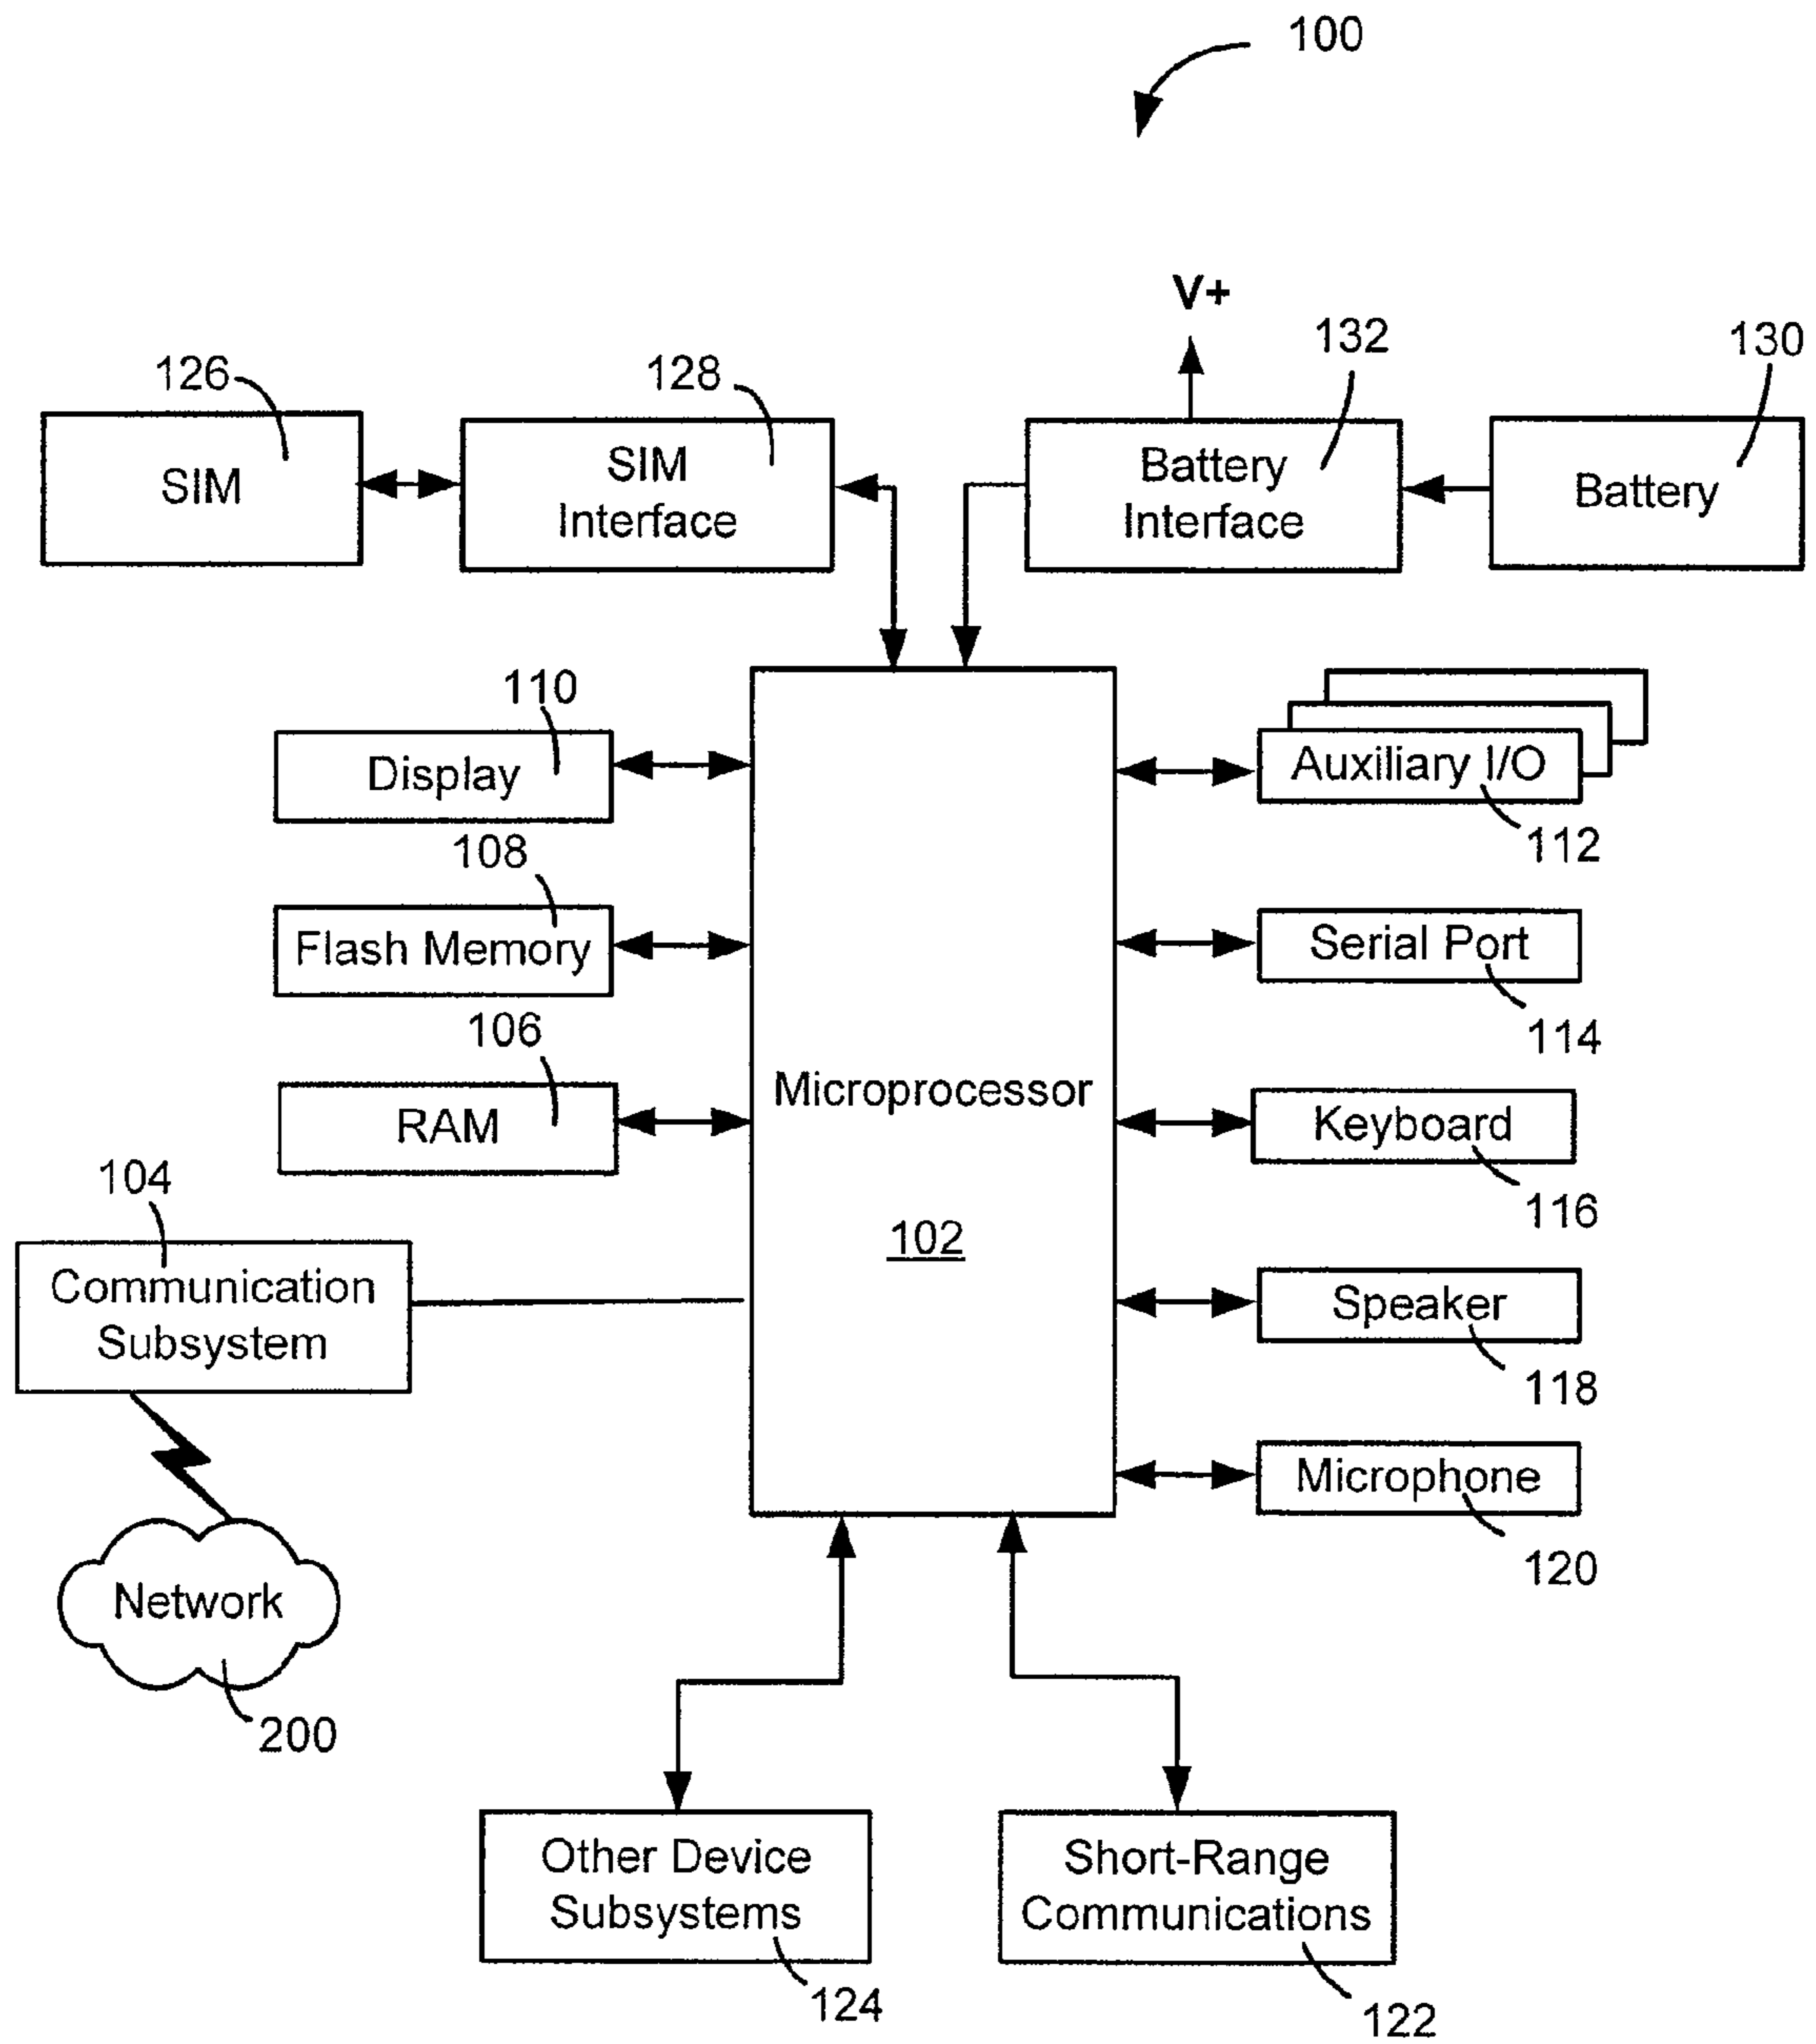 100
V+
132
130
126
128
SIM
SIM
Interface
Battery
Interface
Battery
110
Display
Auxiliary I/O
112
108
Flash Memory
Serial Port
114
106
RAM
Microprocessor
102
Keyboard
116
104
Communication
Subsystem
Speaker
118
Microphone
120
Network
200
Other Device
Subsystems
124
Short-Range
Communications
122